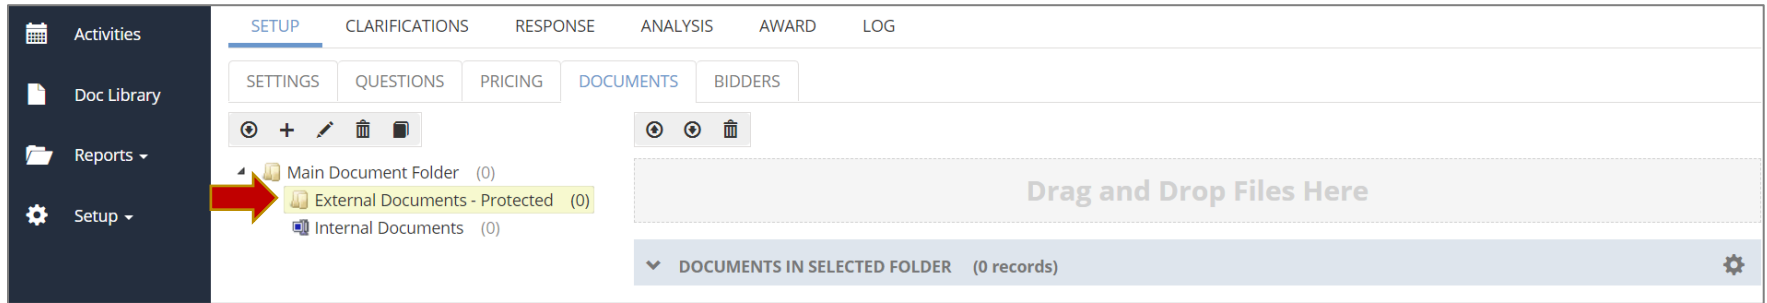 Activities
Doc Library
Reports
Setup
SETUP CLARIFICATIONS RESPONSE ANALYSIS AWARD LOG
SETTINGS QUESTIONS PRICING DOCUMENTS BIDDERS
Main Document Folder (0)
External Documents - Protected (0)
Internal Documents (0)
Drag and Drop Files Here
DOCUMENTS IN SELECTED FOLDER (0 records)